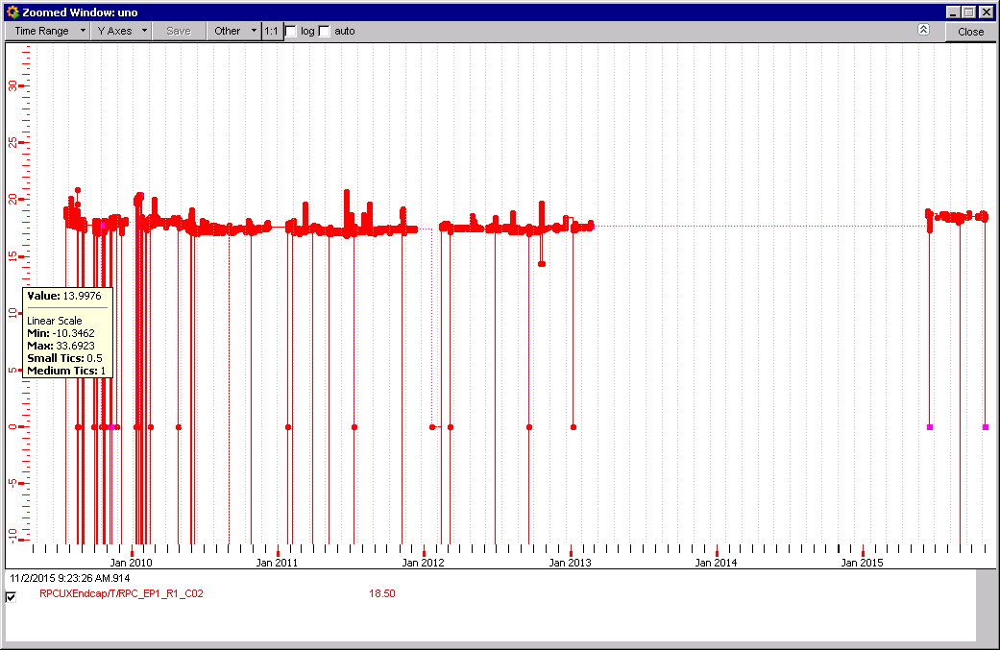 Zoomed Window: uno
Time Range Y Axes Save Other 1:1 log auto Close
30
25
20
15
10
5
0
-5
-10
Value: 13.9976
Linear Scale
Min: -10.3462
Max: 33.6923
Small Tics: 0.5
Medium Tics: 1
Jan 2010 Jan 2011 Jan 2012 Jan 2013 Jan 2014 Jan 2015
11/2/2015 9:23:26 AM.914
RPCUXEndcap/T/RPC_EP1_R1_C02 18.50